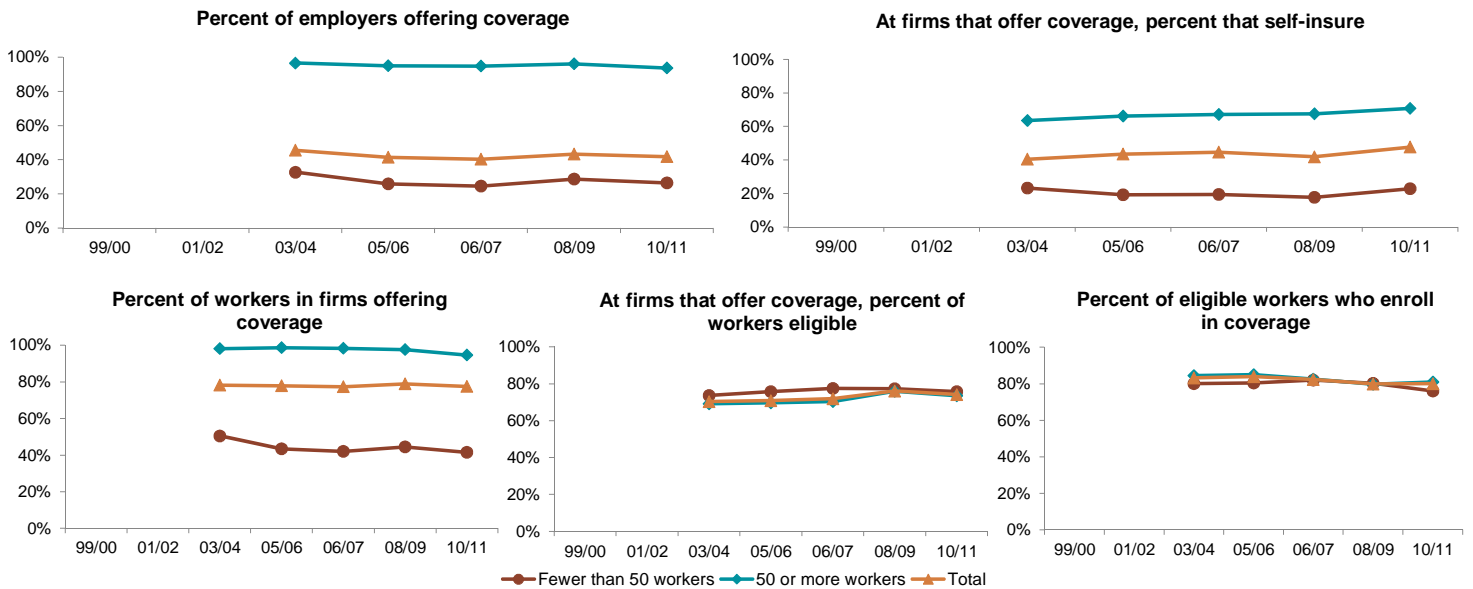 Percent of employers offering coverage
100%
80%
60%
40%
20%
0%
99/00 01/02 03/04 05/06 06/07 08/09 10/11
At firms that offer coverage, percent that self-insure
100%
80%
60%
40%
20%
0%
99/00 01/02 03/04 05/06 06/07 08/09 10/11
Percent of workers in firms offering
coverage
100%
80%
60%
40%
20%
0%
99/00 01/02 03/04 05/06 06/07 08/09 10/11
At firms that offer coverage, percent of
workers eligible
100%
80%
60%
40%
20%
0%
99/00 01/02 03/04 05/06 06/07 08/09 10/11
Percent of eligible workers who enroll
in coverage
100%
80%
60%
40%
20%
0%
99/00 01/02 03/04 05/06 06/07 08/09 10/11
Fewer than 50 workers 50 or more workers Total